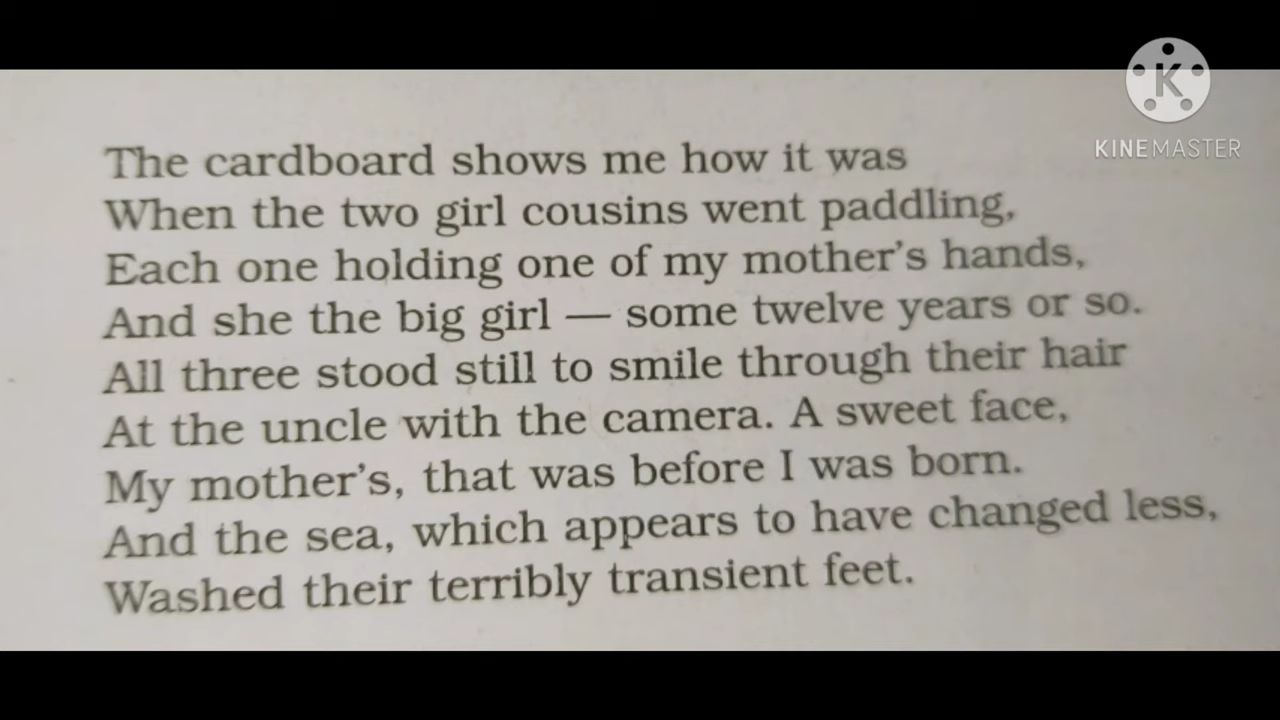 KINEMASTER
The cardboard shows me how it was
When the two girl cousins went paddling,
Each one holding one of my mother's hands,
And she the big girl — some twelve years or so.
All three stood still to smile through their hair
At the uncle with the camera. A sweet face,
My mother's, that was before I was born.
And the sea, which appears to have changed less,
Washed their terribly transient feet.